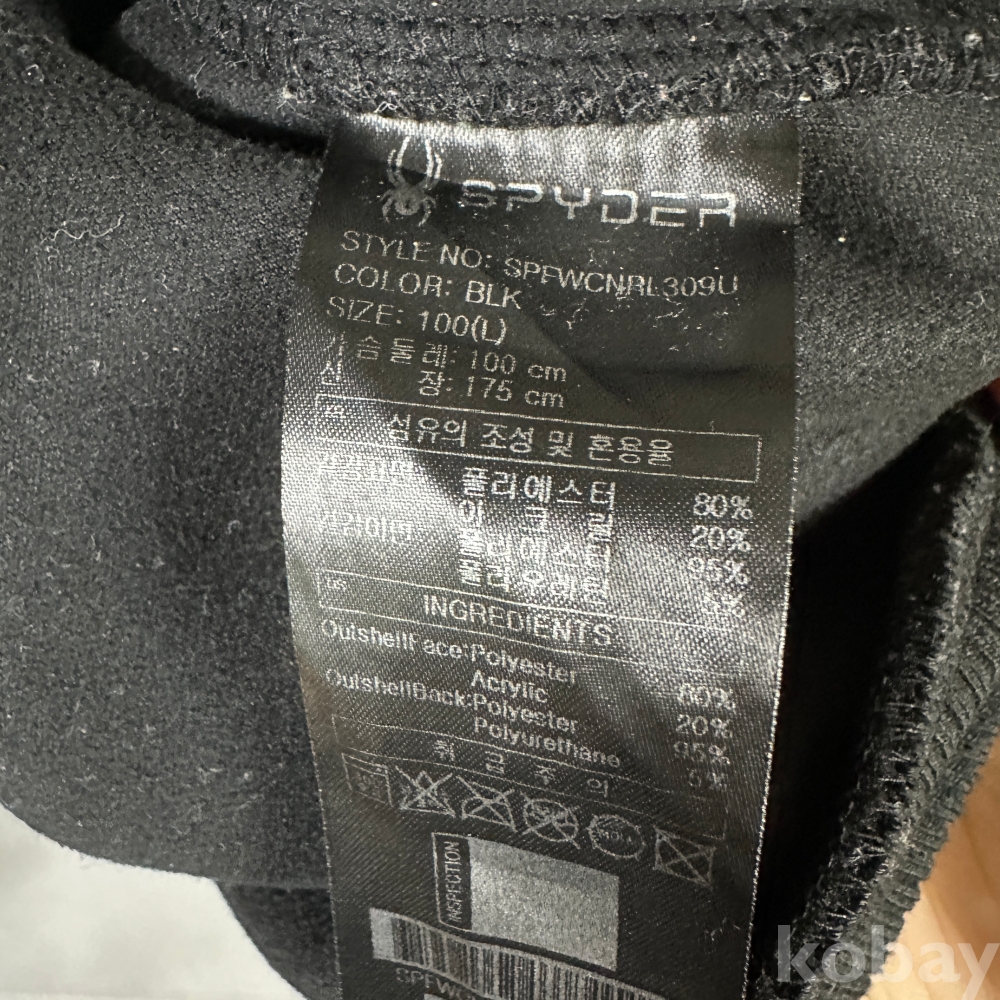 SPYDER
STYLE NO: SPFWCNRL309U
COLOR: BLK
SIZE: 100(L)
슴둘레: 100 cm
신 장: 175 cm
섬유의 조성 및 혼용율
폴리에스터 80%
아크릴 20%
폴리에스터 95%
폴리우레탄 5%
INGREDIENTS
OutshellFace:Polyester 80%
Acrylic 20%
OutshellBack:Polyester 95%
Polyurethane 5%
취 급 주 의
INSPECTION
kobay